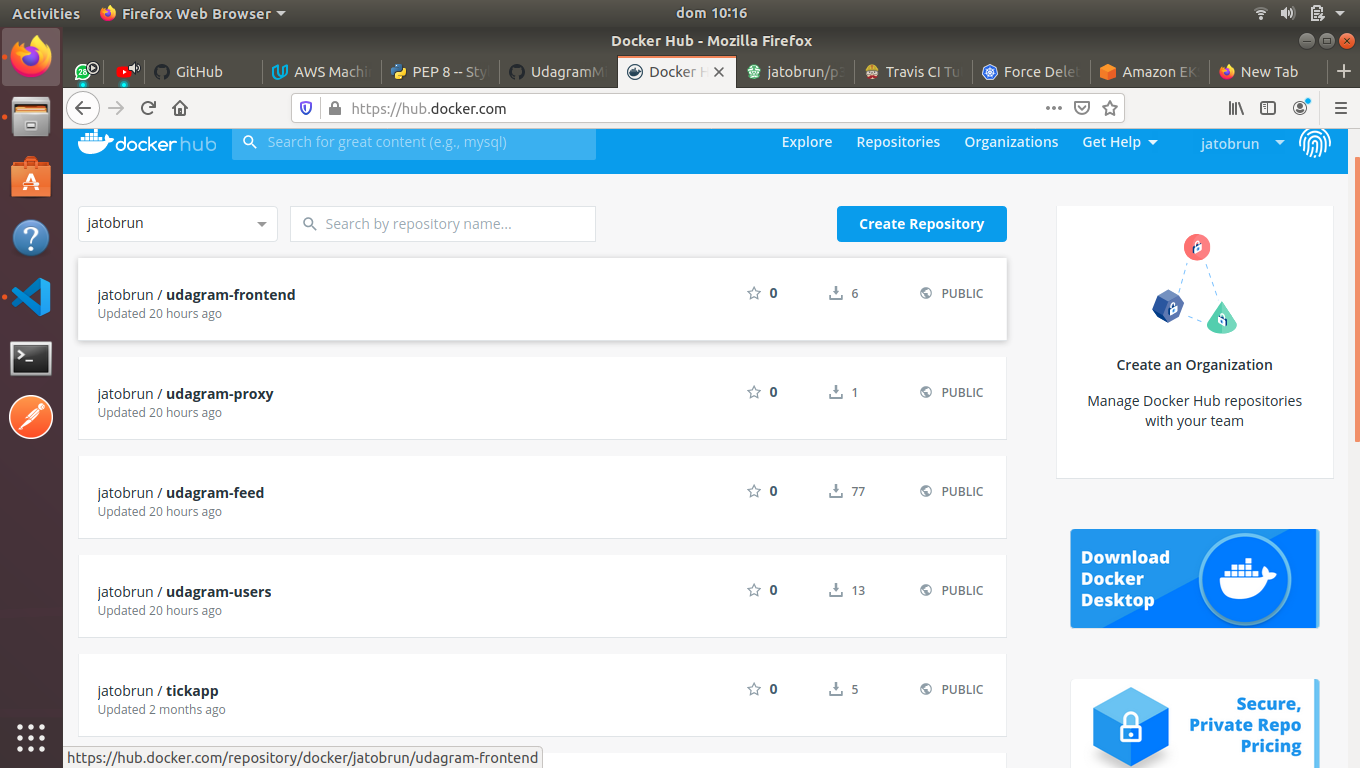 Activities
Firefox Web Browser
dom 10:16
Docker Hub - Mozilla Firefox
28
GitHub
AWS Machi
PEP 8 -- Sty
UdagramM
Docker H
jatobrun/p
Travis CI Tu
Force Dele
Amazon EK
New Tab
https://hub.docker.com
docker hub
Search for great content (e.g., mysql)
Explore
Repositories
Organizations
Get Help
jatobrun
jatobrun
Search by repository name...
Create Repository
jatobrun / udagram-frontend
Updated 20 hours ago
0
6
PUBLIC
jatobrun / udagram-proxy
Updated 20 hours ago
0
1
PUBLIC
jatobrun / udagram-feed
Updated 20 hours ago
0
77
PUBLIC
jatobrun / udagram-users
Updated 20 hours ago
0
13
PUBLIC
jatobrun / tickapp
Updated 2 months ago
0
5
PUBLIC
Create an Organization
Manage Docker Hub repositories
with your team
Download
Docker
Desktop
Secure,
Private Repo
Pricing
https://hub.docker.com/repository/docker/jatobrun/udagram-frontend